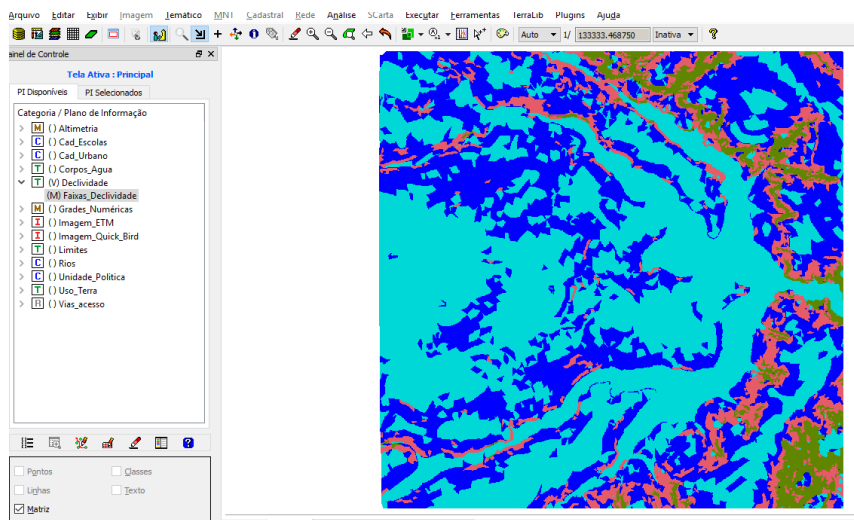 Arquivo Editar Exibir Imagem Temático MNT Cadastral Rede Análise SCarta Executar Ferramentas TerraLib Plugins Ajuda
Auto 1/ 133333.468750 Inativa
ainel de Controle
Tela Ativa : Principal
PI Disponíveis PI Selecionados
Categoria / Plano de Informação
M ( ) Altimetria
C ( ) Cad_Escolas
C ( ) Cad_Urbano
T ( ) Corpos_Agua
T (V) Declividade
(M) Faixas_Declividade
M ( ) Grades_Numéricas
I ( ) Imagem_ETM
I ( ) Imagem_Quick_Bird
T ( ) Limites
C ( ) Rios
C ( ) Unidade_Politica
T ( ) Uso_Terra
R ( ) Vias_acesso
Pontos Classes
Linhas Texto
Matriz